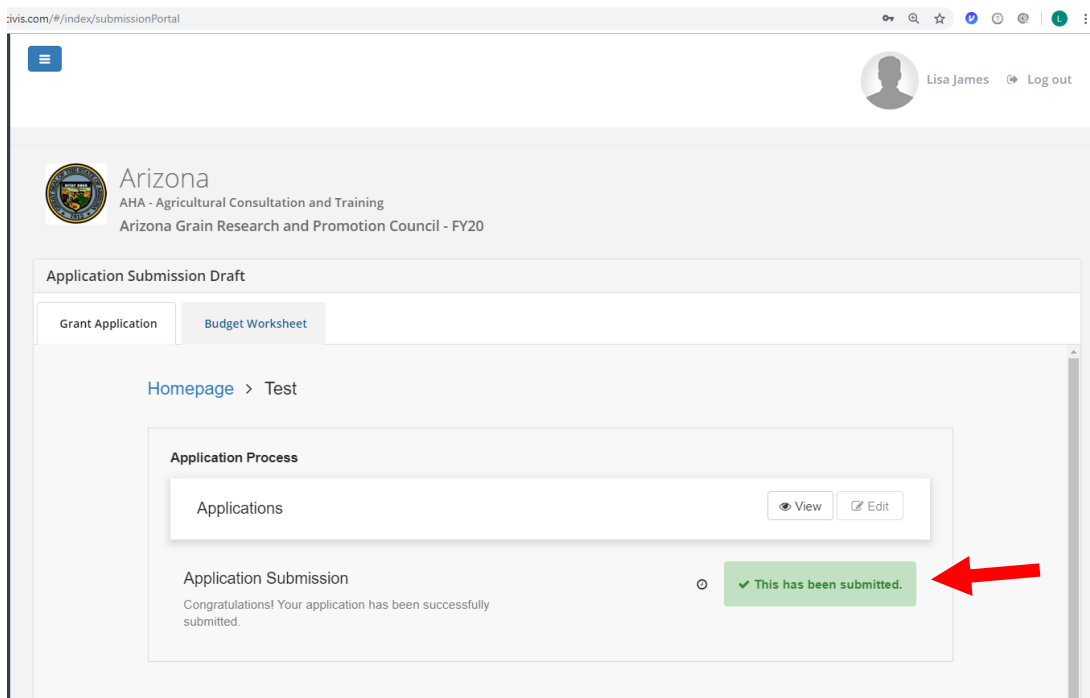 civis.com/#/index/submissionPortal
L
Lisa James Log out
Arizona
AHA - Agricultural Consultation and Training
Arizona Grain Research and Promotion Council - FY20
Application Submission Draft
Grant Application Budget Worksheet
Homepage > Test
Application Process
Applications View Edit
Application Submission
This has been submitted.
Congratulations! Your application has been successfully
submitted.